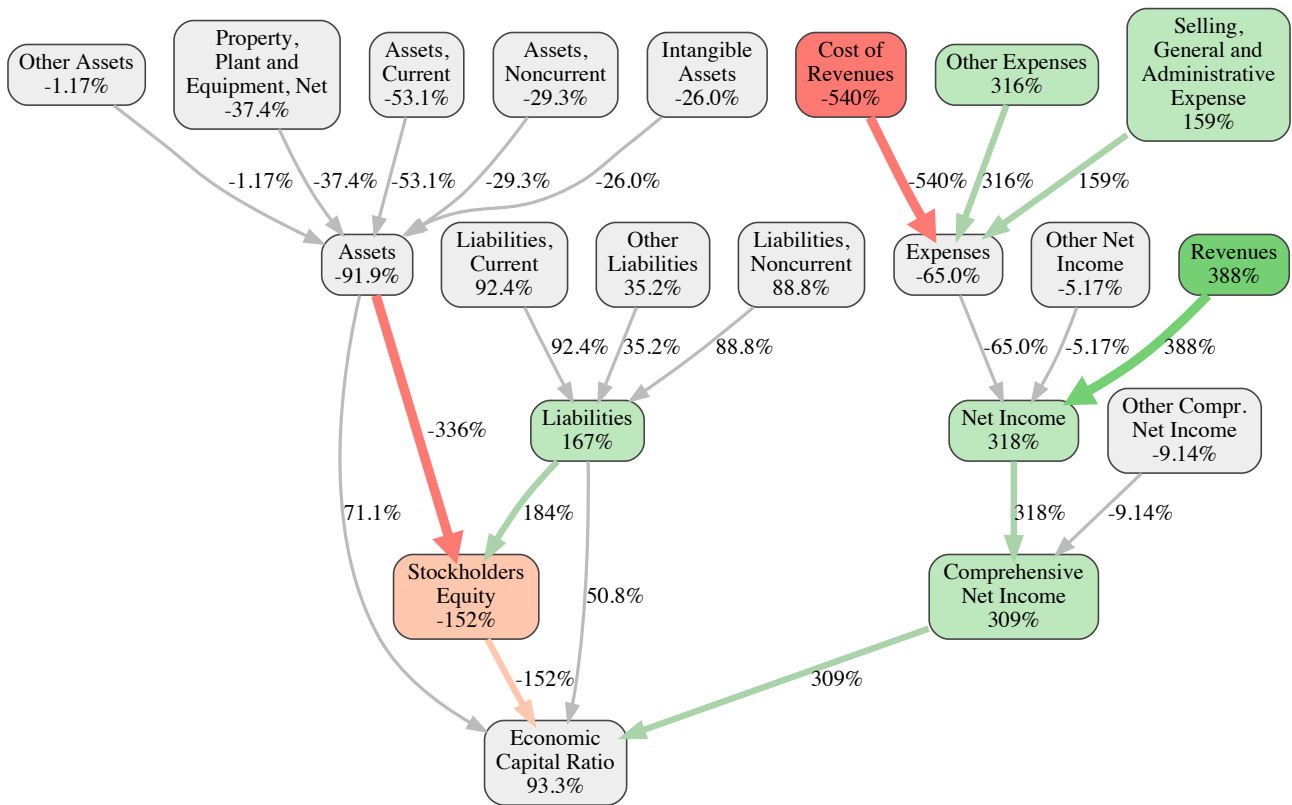 Other Assets
-1.17%
Property,
Plant and
Equipment, Net
-37.4%
Assets,
Current
-53.1%
Assets,
Noncurrent
-29.3%
Intangible
Assets
-26.0%
Cost of
Revenues
-540%
Other Expenses
316%
Selling,
General and
Administrative
Expense
159%
-1.17%
-37.4%
-53.1%
-29.3%
-26.0%
-540%
316%
159%
Assets
-91.9%
Liabilities,
Current
92.4%
Other
Liabilities
35.2%
Liabilities,
Noncurrent
88.8%
Expenses
-65.0%
Other Net
Income
-5.17%
Revenues
388%
92.4%
35.2%
88.8%
-65.0%
-5.17%
388%
-336%
Liabilities
167%
Net Income
318%
Other Compr.
Net Income
-9.14%
71.1%
184%
318%
-9.14%
Stockholders
Equity
-152%
50.8%
Comprehensive
Net Income
309%
-152%
309%
Economic
Capital Ratio
93.3%